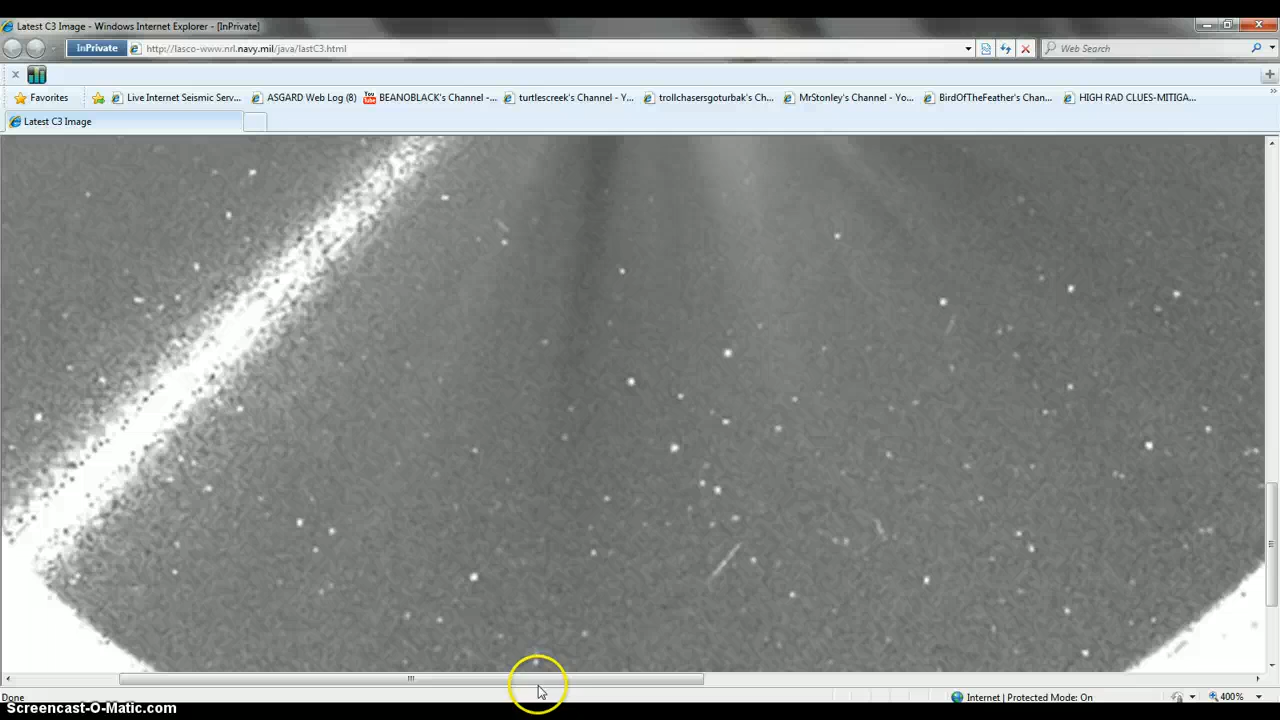 Latest C3 Image - Windows Internet Explorer - [InPrivate]
InPrivate http://lasco-www.nrl.navy.mil/java/lastC3.html Web Search
Favorites Live Internet Seismic Serv... ASGARD Web Log (8) You Tube BEANOBLACK's Channel -... turtlescreek's Channel - Y... trollchasersgoturbak's Ch... MrStonley's Channel - Yo... BirdOfTheFeather's Chan... HIGH RAD CLUES-MITIGA...
Latest C3 Image
Done Internet | Protected Mode: On 400%
Screencast-O-Matic.com